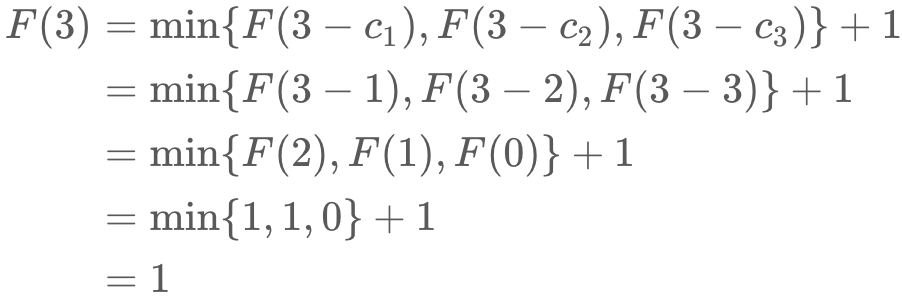 F(3) = min{F(3 − c₁), F(3 − c₂), F(3 − c₃)} + 1
= min{F(3 − 1), F(3 − 2), F(3 − 3)} + 1
= min{F(2), F(1), F(0)} + 1
= min{1, 1, 0} + 1
= 1